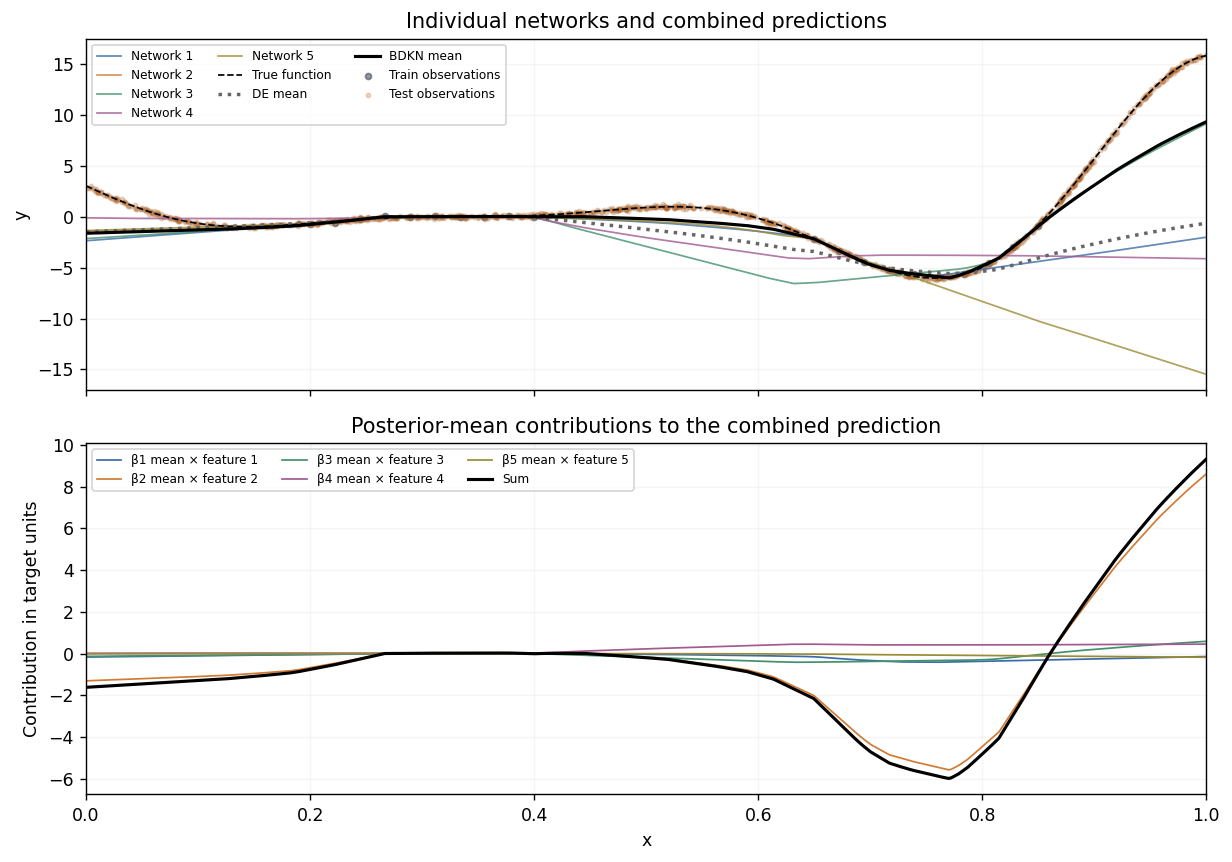 Individual networks and combined predictions
Network 1
Network 2
Network 3
Network 4
Network 5
True function
DE mean
BDKN mean
Train observations
Test observations
15
10
5
0
−5
−10
−15
y
Posterior-mean contributions to the combined prediction
β1 mean × feature 1
β2 mean × feature 2
β3 mean × feature 3
β4 mean × feature 4
β5 mean × feature 5
Sum
10
8
6
4
2
0
−2
−4
−6
Contribution in target units
0.0
0.2
0.4
0.6
0.8
1.0
x